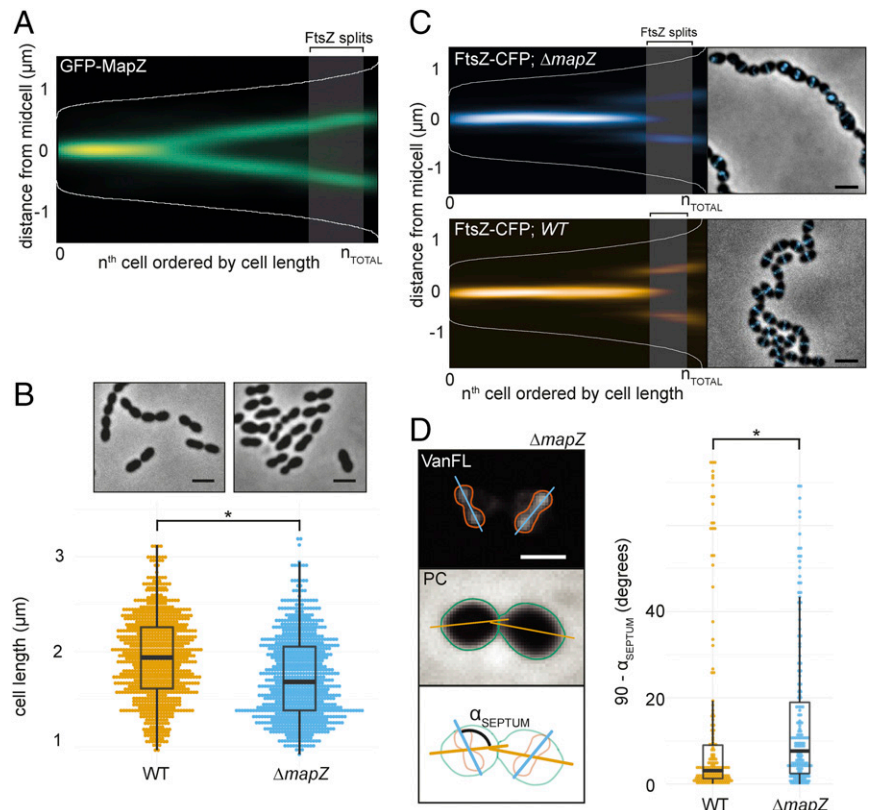 A
FtsZ splits
GFP-MapZ
distance from midcell (µm)
1
0
-1
0
nTOTAL
nth cell ordered by cell length
B
*
cell length (µm)
3
2
1
WT
ΔmapZ
C
FtsZ splits
FtsZ-CFP; ΔmapZ
distance from midcell (µm)
1
0
-1
0
nTOTAL
FtsZ-CFP; WT
1
0
-1
0
nTOTAL
nth cell ordered by cell length
D
ΔmapZ
VanFL
PC
αSEPTUM
*
90 - αSEPTUM (degrees)
40
20
0
WT
ΔmapZ